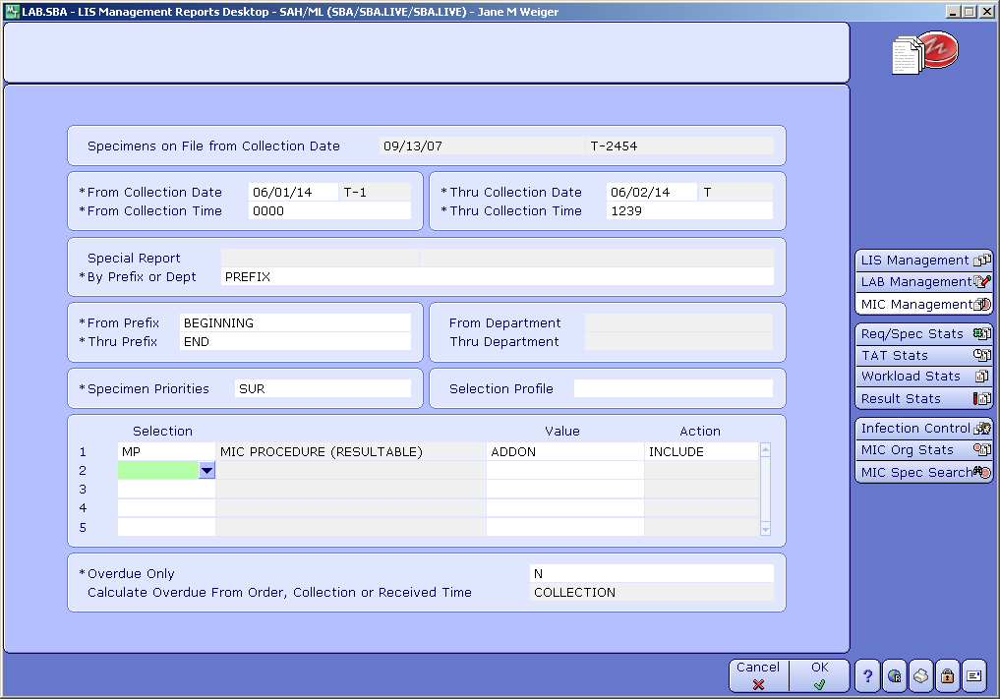 LAB.SBA - LIS Management Reports Desktop - SAH/ML (SBA/SBA.LIVE/SBA.LIVE) - Jane M Weiger
Specimens on File from Collection Date 09/13/07 T-2454
*From Collection Date 06/01/14 T-1
*From Collection Time 0000
*Thru Collection Date 06/02/14 T
*Thru Collection Time 1239
Special Report
*By Prefix or Dept PREFIX
*From Prefix BEGINNING
*Thru Prefix END
From Department
Thru Department
*Specimen Priorities SUR
Selection Profile
Selection Value Action
1 MP MIC PROCEDURE (RESULTABLE) ADDON INCLUDE
2
3
4
5
*Overdue Only N
Calculate Overdue From Order, Collection or Received Time COLLECTION
LIS Management
LAB Management
MIC Management
Req/Spec Stats
TAT Stats
Workload Stats
Result Stats
Infection Control
MIC Org Stats
MIC Spec Search
Cancel OK
?